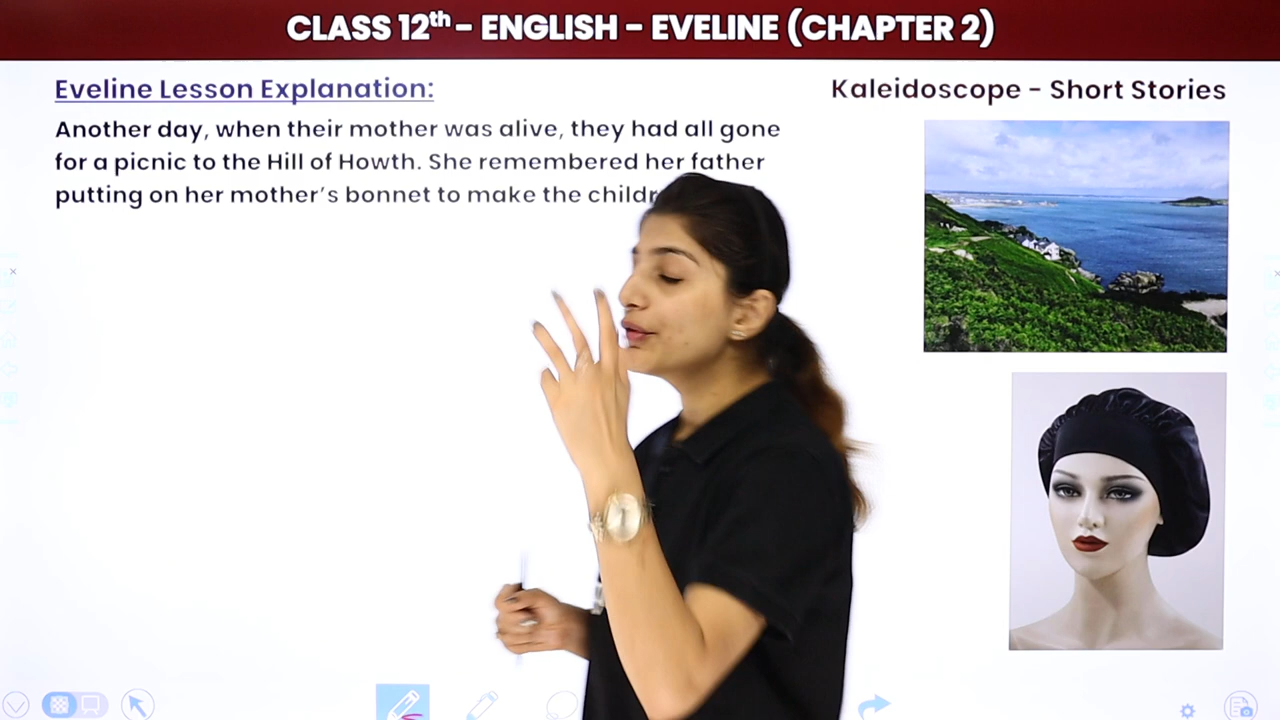 CLASS 12th - ENGLISH - EVELINE (CHAPTER 2)
Eveline Lesson Explanation:
Kaleidoscope - Short Stories
Another day, when their mother was alive, they had all gone
for a picnic to the Hill of Howth. She remembered her father
putting on her mother's bonnet to make the